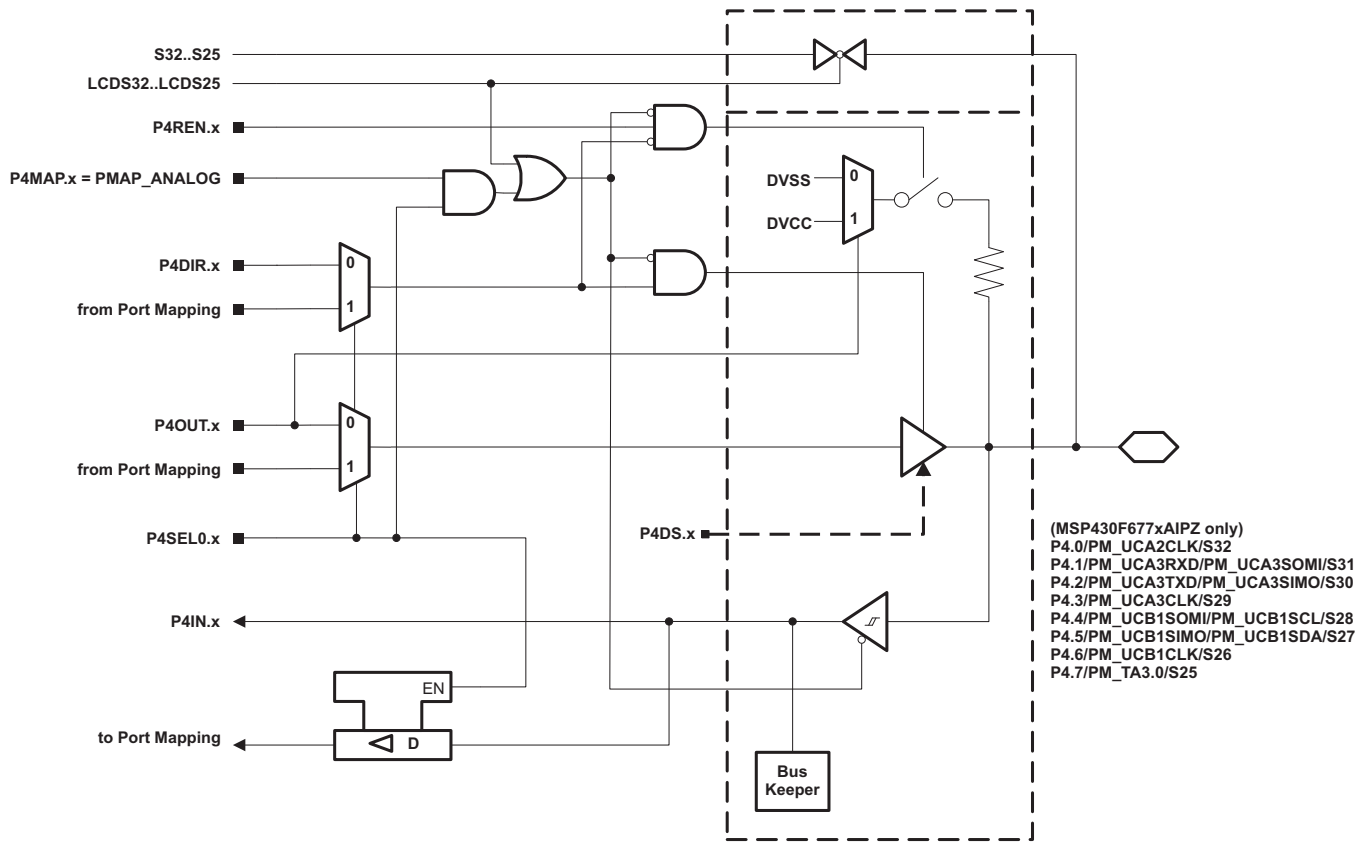 S32..S25
LCDS32..LCDS25
P4REN.x
P4MAP.x = PMAP_ANALOG
DVSS
0
DVCC
1
P4DIR.x
0
from Port Mapping
1
P4OUT.x
0
from Port Mapping
1
P4SEL0.x
P4DS.x
(MSP430F677xAIPZ only)
P4.0/PM_UCA2CLK/S32
P4.1/PM_UCA3RXD/PM_UCA3SOMI/S31
P4.2/PM_UCA3TXD/PM_UCA3SIMO/S30
P4.3/PM_UCA3CLK/S29
P4.4/PM_UCB1SOMI/PM_UCB1SCL/S28
P4.5/PM_UCB1SIMO/PM_UCB1SDA/S27
P4.6/PM_UCB1CLK/S26
P4.7/PM_TA3.0/S25
P4IN.x
EN
to Port Mapping
D
Bus
Keeper